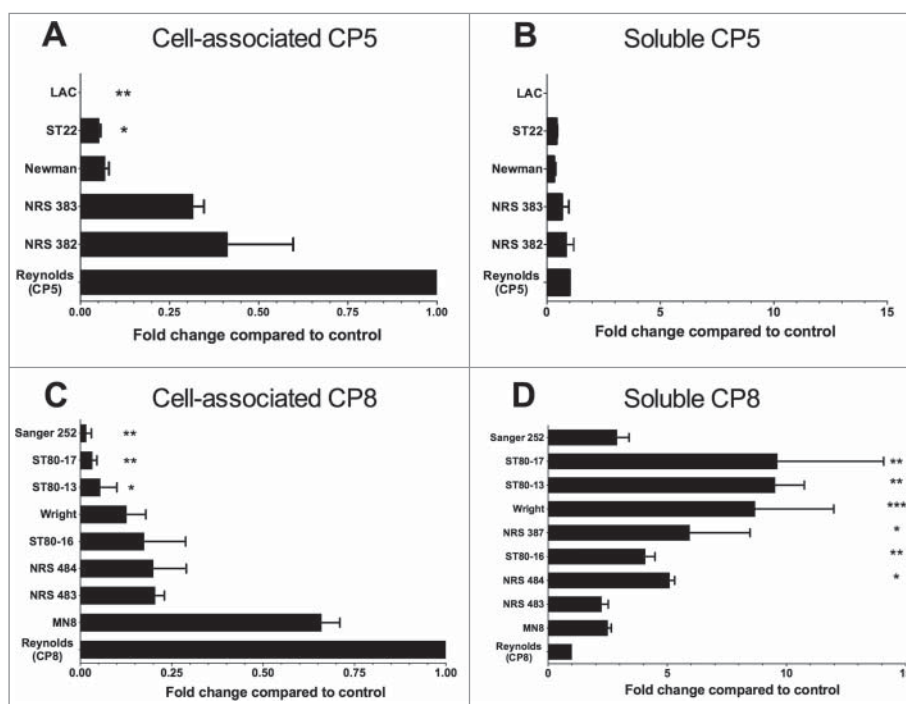 A Cell-associated CP5
LAC **
ST22 *
Newman
NRS 383
NRS 382
Reynolds
(CP5)
0.00 0.25 0.50 0.75 1.00
Fold change compared to control
B Soluble CP5
LAC
ST22
Newman
NRS 383
NRS 382
Reynolds
(CP5)
0 5 10 15
Fold change compared to control
C Cell-associated CP8
Sanger 252 **
ST80-17 **
ST80-13 *
Wright
ST80-16
NRS 484
NRS 483
MN8
Reynolds
(CP8)
0.00 0.25 0.50 0.75 1.00
Fold change compared to control
D Soluble CP8
Sanger 252
ST80-17 **
ST80-13 **
Wright ***
NRS 387 *
ST80-16 **
NRS 484 *
NRS 483
MN8
Reynolds
(CP8)
0 5 10 15
Fold change compared to control